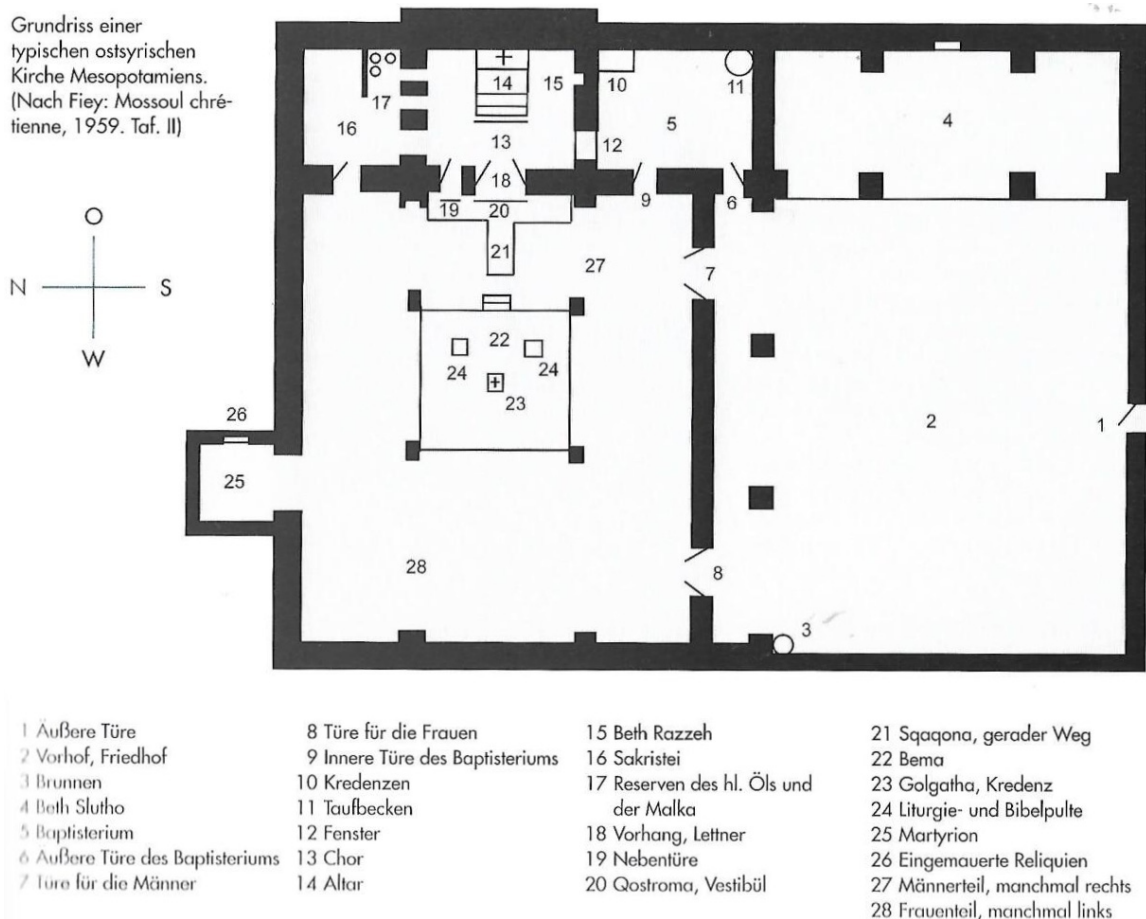 Grundriss einer
typischen ostsyrischen
Kirche Mesopotamiens.
(Nach Fiey: Mossoul chré-
tienne, 1959. Taf. II)
O
N
S
W
1
2
3
4
5
6
7
8
9
10
11
12
13
14
15
16
17
18
19
20
21
22
23
24
24
25
26
27
28
1 Äußere Türe
2 Vorhof, Friedhof
3 Brunnen
4 Beth Slutho
5 Baptisterium
6 Äußere Türe des Baptisteriums
7 Türe für die Männer
8 Türe für die Frauen
9 Innere Türe des Baptisteriums
10 Kredenzen
11 Taufbecken
12 Fenster
13 Chor
14 Altar
15 Beth Razzeh
16 Sakristei
17 Reserven des hl. Öls und
der Malka
18 Vorhang, Lettner
19 Nebentüre
20 Qostroma, Vestibül
21 Sqaqona, gerader Weg
22 Bema
23 Golgatha, Kredenz
24 Liturgie- und Bibelpulte
25 Martyrion
26 Eingemauerte Reliquien
27 Männerteil, manchmal rechts
28 Frauenteil, manchmal links